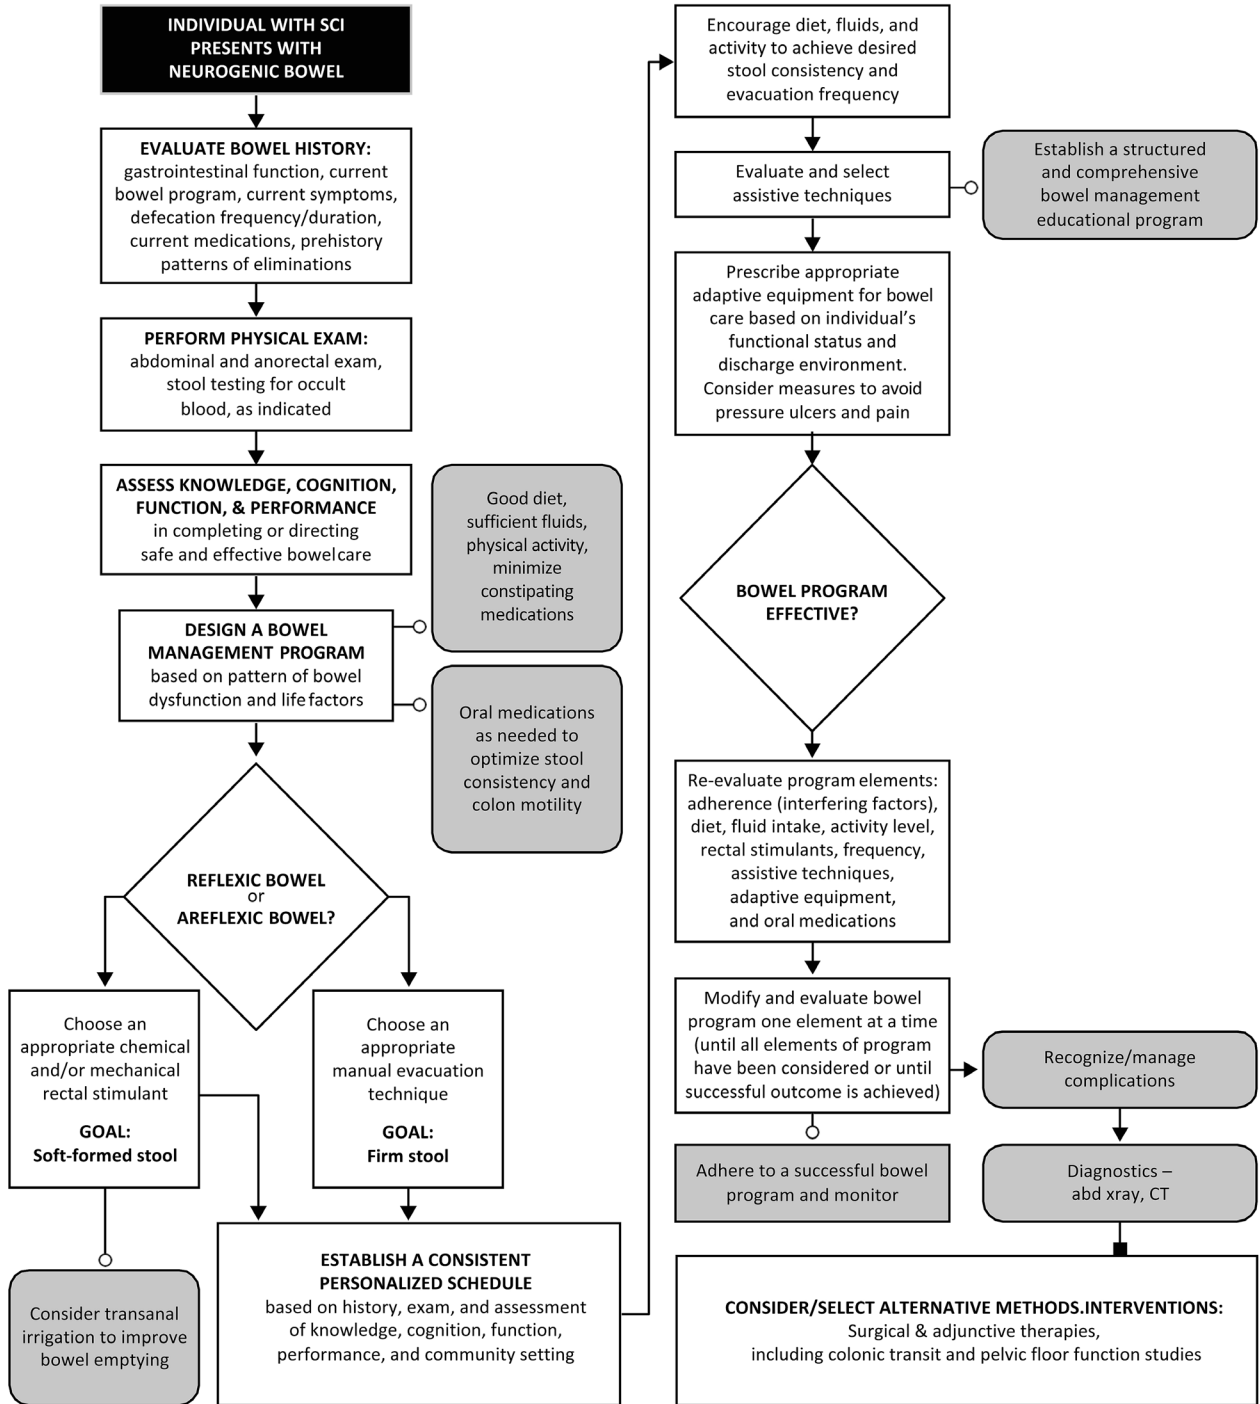 INDIVIDUAL WITH SCI
PRESENTS WITH
NEUROGENIC BOWEL
EVALUATE BOWEL HISTORY:
gastrointestinal function, current
bowel program, current symptoms,
defecation frequency/duration,
current medications, prehistory
patterns of eliminations
PERFORM PHYSICAL EXAM:
abdominal and anorectal exam,
stool testing for occult
blood, as indicated
ASSESS KNOWLEDGE, COGNITION,
FUNCTION, & PERFORMANCE
in completing or directing
safe and effective bowelcare
Good diet,
sufficient fluids,
physical activity,
minimize
constipating
medications
DESIGN A BOWEL
MANAGEMENT PROGRAM
based on pattern of bowel
dysfunction and life factors
Oral medications
as needed to
optimize stool
consistency and
colon motility
REFLEXIC BOWEL
or
AREFLEXIC BOWEL?
Choose an
appropriate chemical
and/or mechanical
rectal stimulant
GOAL:
Soft-formed stool
Choose an
appropriate
manual evacuation
technique
GOAL:
Firm stool
Consider transanal
irrigation to improve
bowel emptying
ESTABLISH A CONSISTENT
PERSONALIZED SCHEDULE
based on history, exam, and assessment
of knowledge, cognition, function,
performance, and community setting
Encourage diet, fluids, and
activity to achieve desired
stool consistency and
evacuation frequency
Evaluate and select
assistive techniques
Establish a structured
and comprehensive
bowel management
educational program
Prescribe appropriate
adaptive equipment for bowel
care based on individual’s
functional status and
discharge environment.
Consider measures to avoid
pressure ulcers and pain
BOWEL PROGRAM
EFFECTIVE?
Re-evaluate program elements:
adherence (interfering factors),
diet, fluid intake, activity level,
rectal stimulants, frequency,
assistive techniques,
adaptive equipment,
and oral medications
Modify and evaluate bowel
program one element at a time
(until all elements of program
have been considered or until
successful outcome is achieved)
Recognize/manage
complications
Adhere to a successful bowel
program and monitor
Diagnostics –
abd xray, CT
CONSIDER/SELECT ALTERNATIVE METHODS.INTERVENTIONS:
Surgical & adjunctive therapies,
including colonic transit and pelvic floor function studies